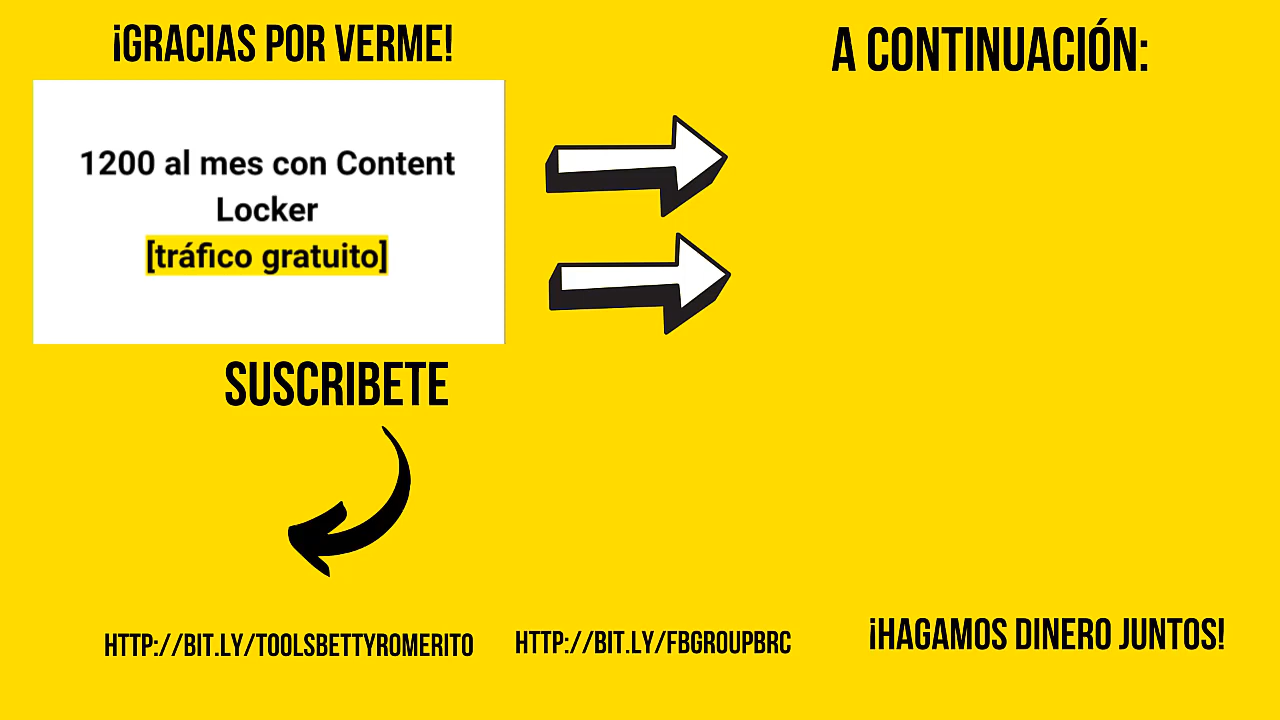 ¡GRACIAS POR VERME!
A CONTINUACIÓN:
1200 al mes con Content
Locker
[tráfico gratuito]
SUSCRIBETE
HTTP://BIT.LY/TOOLSBETTYROMERITO
HTTP://BIT.LY/FBGROUPBRC
¡HAGAMOS DINERO JUNTOS!